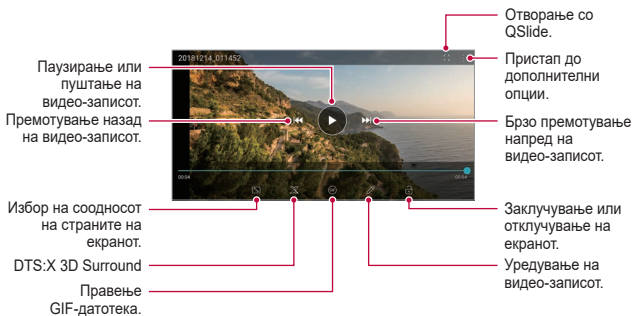 Отворање со
QSlide.
Пристап до
дополнителни
опции.
20181214_011452
Паузирање или
пуштање на
видео-записот.
Премотување назад
на видео-записот.
Брзо премотување
напред на
видео-записот.
00:04
00:04
Избор на соодносот
на страните на
екранот.
DTS:X 3D Surround
Правење
GIF-датотека.
Заклучување или
отклучување на
екранот.
Уредување на
видео-записот.